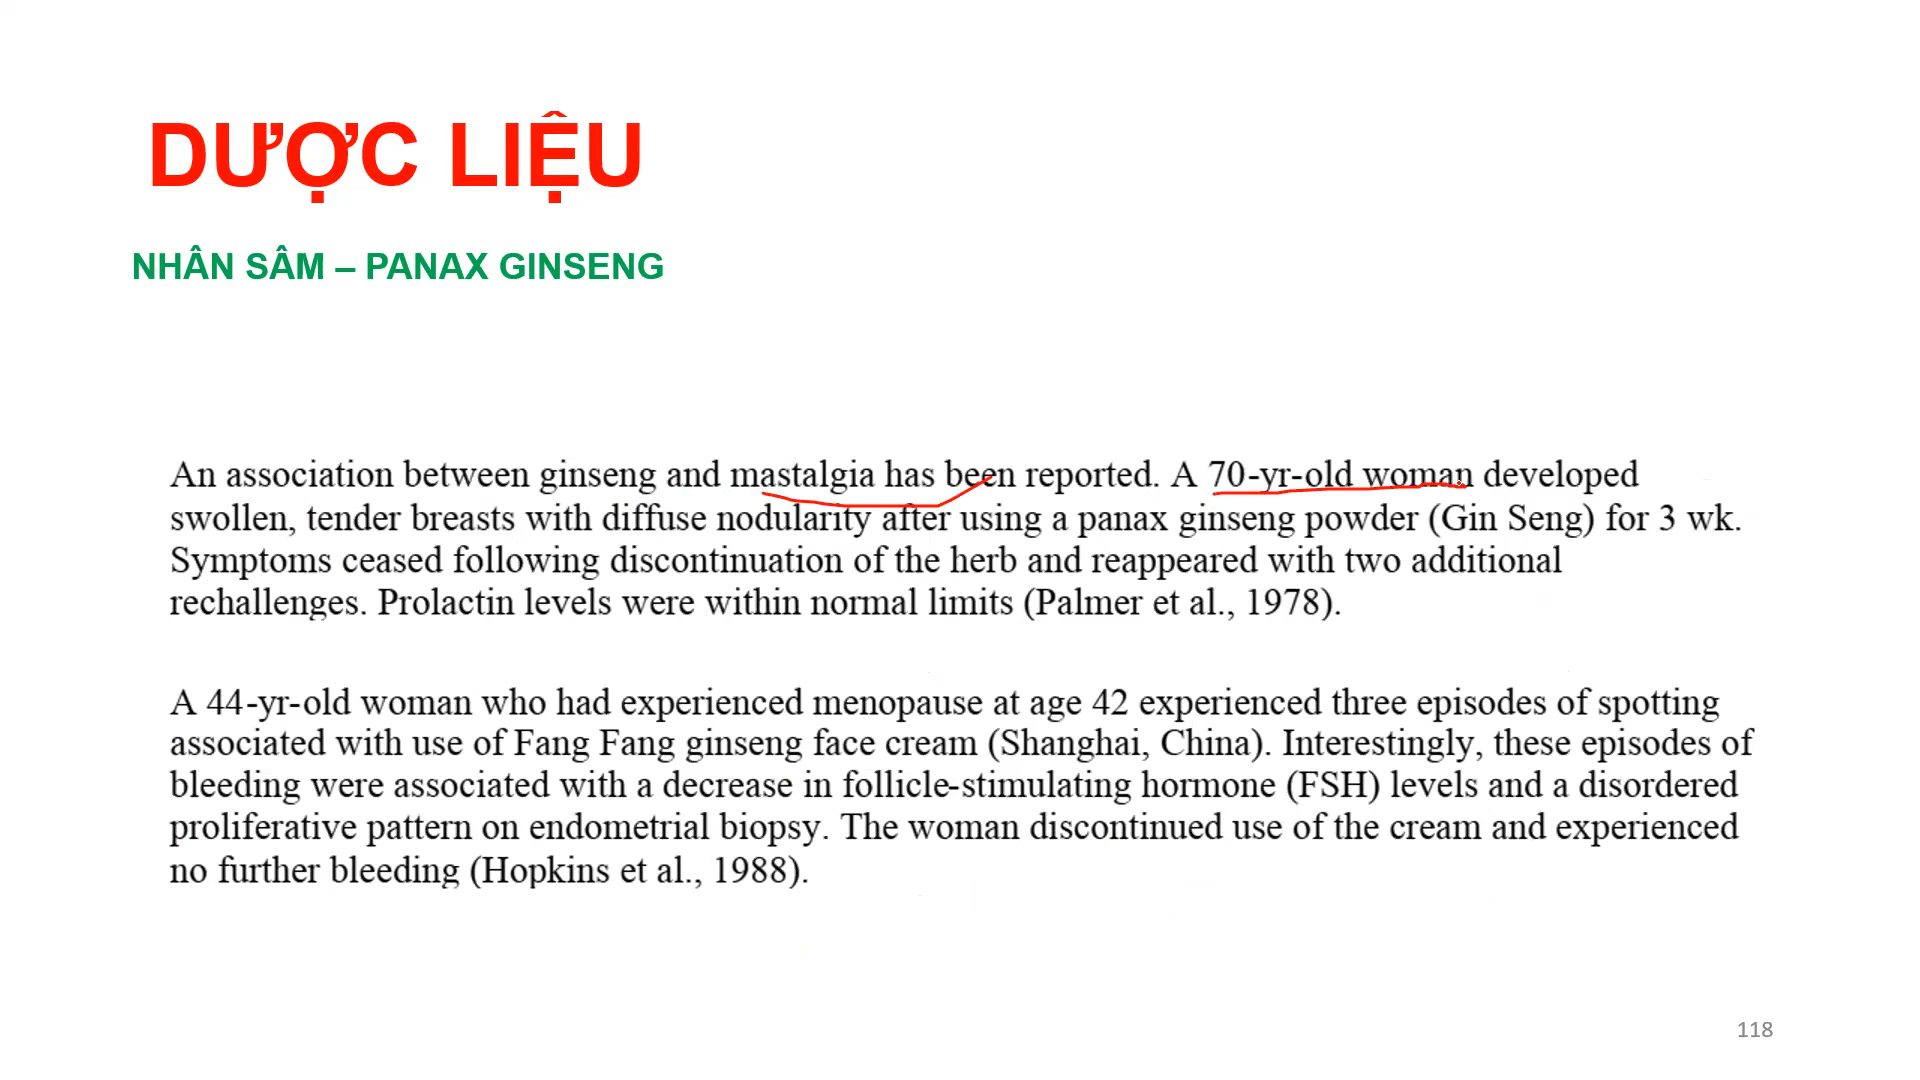 DƯỢC LIỆU
NHÂN SÂM – PANAX GINSENG
An association between ginseng and mastalgia has been reported. A 70-yr-old woman developed
swollen, tender breasts with diffuse nodularity after using a panax ginseng powder (Gin Seng) for 3 wk.
Symptoms ceased following discontinuation of the herb and reappeared with two additional
rechallenges. Prolactin levels were within normal limits (Palmer et al., 1978).
A 44-yr-old woman who had experienced menopause at age 42 experienced three episodes of spotting
associated with use of Fang Fang ginseng face cream (Shanghai, China). Interestingly, these episodes of
bleeding were associated with a decrease in follicle-stimulating hormone (FSH) levels and a disordered
proliferative pattern on endometrial biopsy. The woman discontinued use of the cream and experienced
no further bleeding (Hopkins et al., 1988).
118